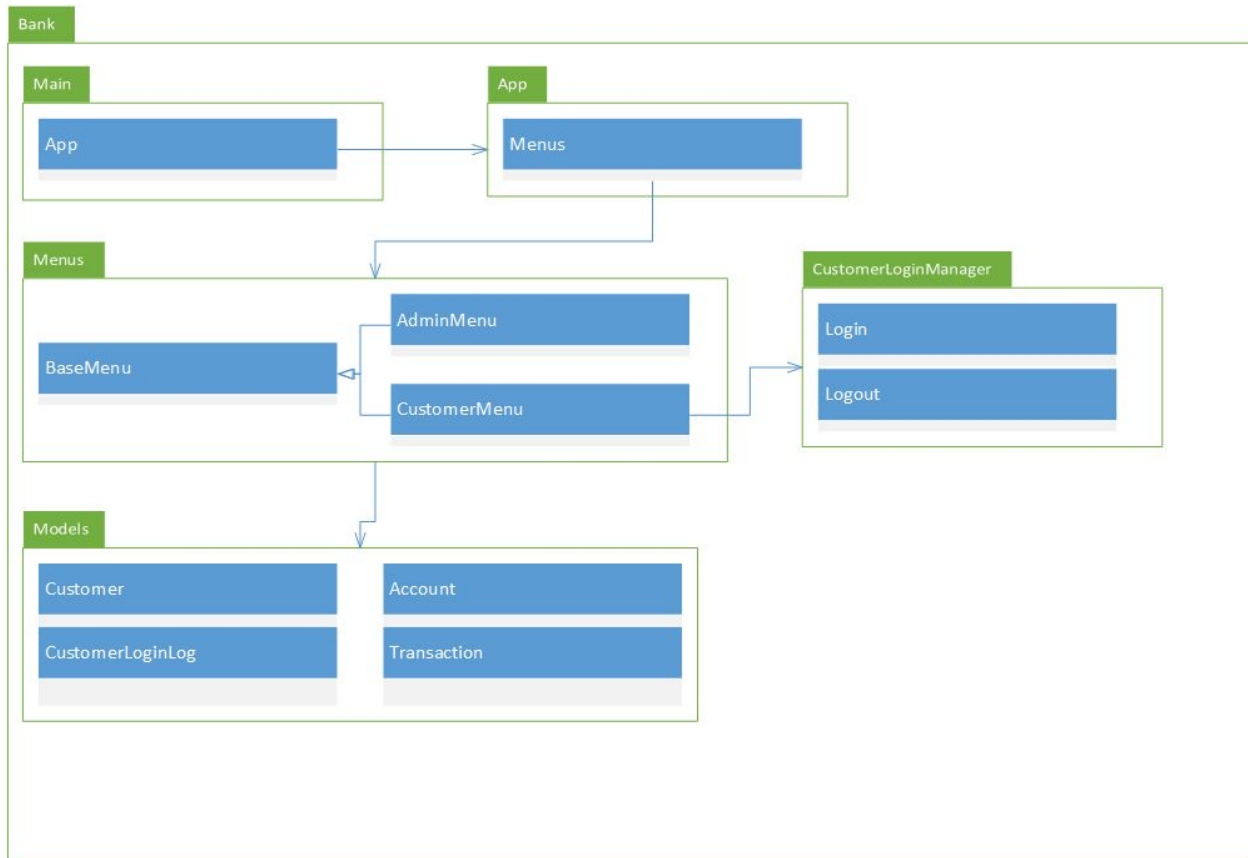 Bank
Main
App
App
Menus
Menus
BaseMenu
AdminMenu
CustomerMenu
CustomerLoginManager
Login
Logout
Models
Customer
Account
CustomerLoginLog
Transaction